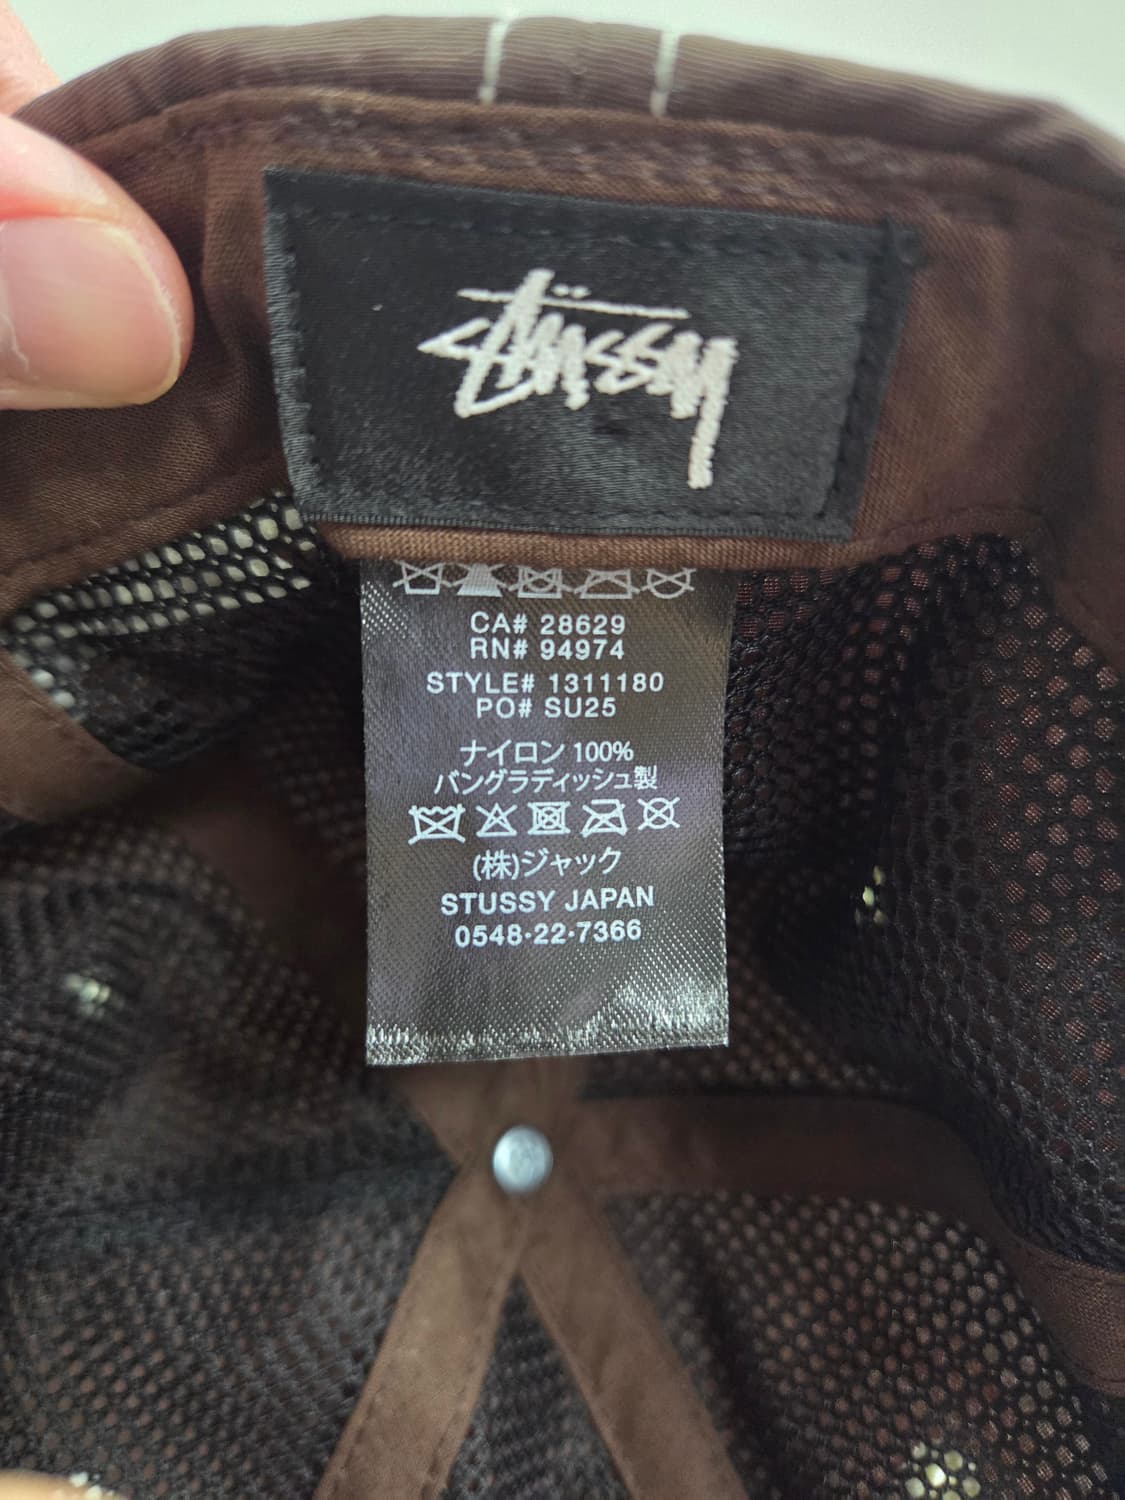 Stüssy
CA# 28629
RN# 94974
STYLE# 1311180
PO# SU25
ナイロン 100%
バングラディッシュ製
(株)ジャック
STUSSY JAPAN
0548·22·7366